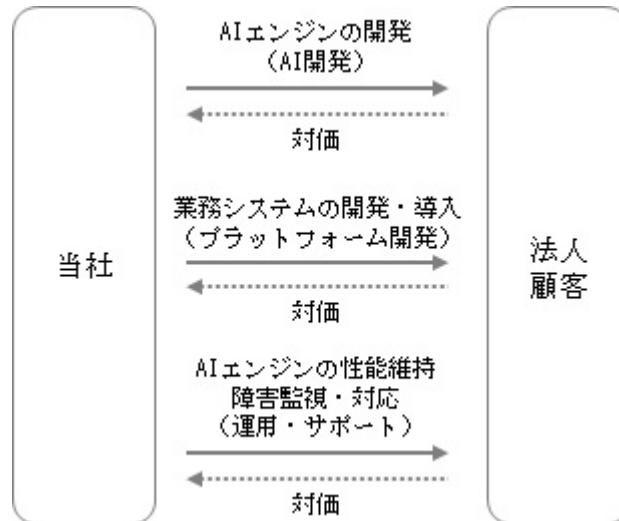 AIエンジンの開発
(AI開発)
対価
業務システムの開発・導入
(プラットフォーム開発)
対価
当社
法人
顧客
AIエンジンの性能維持
障害監視・対応
(運用・サポート)
対価